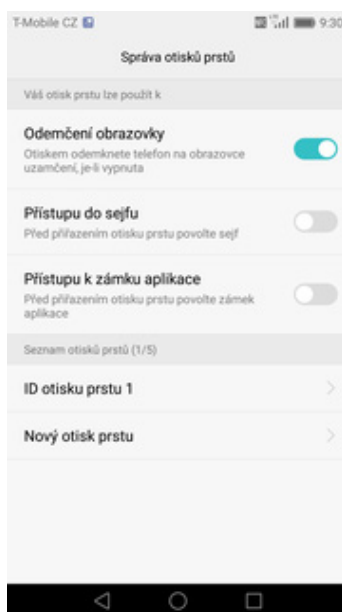 T-Mobile CZ
9:30
Správa otisků prstů
Váš otisk prstu lze použít k
Odemčení obrazovky
Otiskem odemknete telefon na obrazovce
uzamčení, je-li vypnuta
Přístupu do sejfu
Před přiřazením otisku prstu povolte sejf
Přístupu k zámku aplikace
Před přiřazením otisku prstu povolte zámek
aplikace
Seznam otisků prstů (1/5)
ID otisku prstu 1
Nový otisk prstu